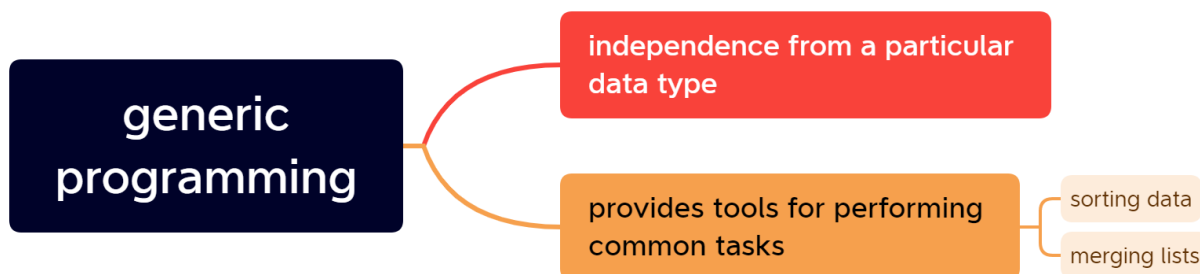 generic
programming
independence from a particular
data type
provides tools for performing
common tasks
sorting data
merging lists